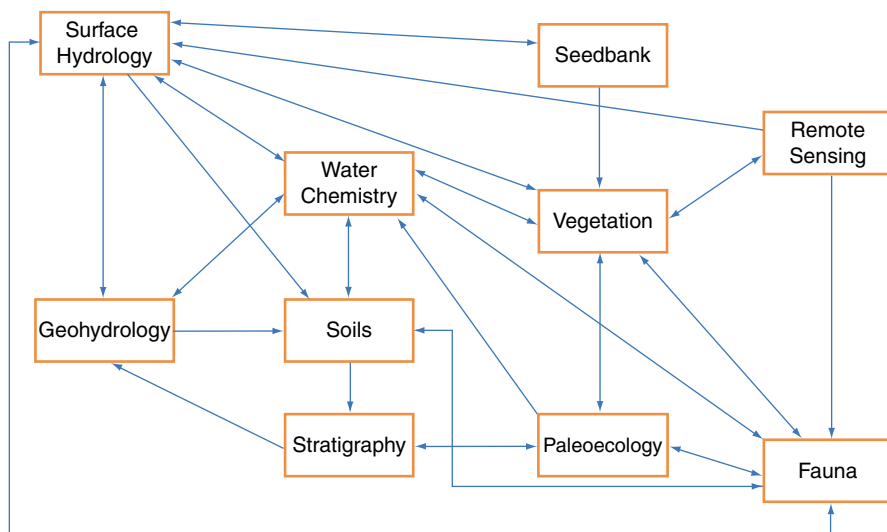 Surface
Hydrology
Seedbank
Remote
Sensing
Water
Chemistry
Vegetation
Geohydrology
Soils
Stratigraphy
Paleoecology
Fauna